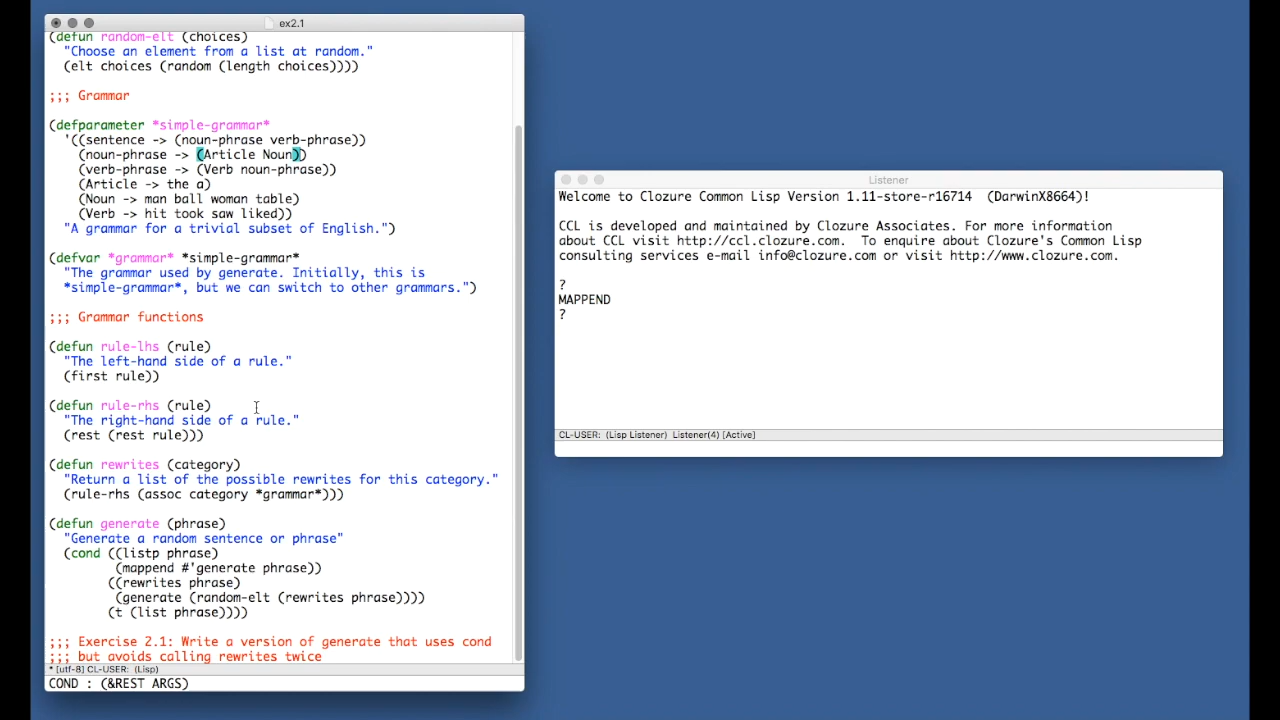 ex2.1
(defun random-elt (choices)
"Choose an element from a list at random."
(elt choices (random (length choices))))
;;; Grammar
(defparameter *simple-grammar*
'((sentence -> (noun-phrase verb-phrase))
(noun-phrase -> (Article Noun))
(verb-phrase -> (Verb noun-phrase))
(Article -> the a)
(Noun -> man ball woman table)
(Verb -> hit took saw liked))
"A grammar for a trivial subset of English.")
(defvar *grammar* *simple-grammar*
"The grammar used by generate. Initially, this is
*simple-grammar*, but we can switch to other grammars.")
;;; Grammar functions
(defun rule-lhs (rule)
"The left-hand side of a rule."
(first rule))
(defun rule-rhs (rule)
"The right-hand side of a rule."
(rest (rest rule)))
(defun rewrites (category)
"Return a list of the possible rewrites for this category."
(rule-rhs (assoc category *grammar*)))
(defun generate (phrase)
"Generate a random sentence or phrase"
(cond ((listp phrase)
(mappend #'generate phrase))
((rewrites phrase)
(generate (random-elt (rewrites phrase))))
(t (list phrase))))
;;; Exercise 2.1: Write a version of generate that uses cond
;;; but avoids calling rewrites twice
* [utf-8] CL-USER: (Lisp)
COND : (&REST ARGS)
Listener
Welcome to Clozure Common Lisp Version 1.11-store-r16714 (DarwinX8664)!
CCL is developed and maintained by Clozure Associates. For more information
about CCL visit http://ccl.clozure.com. To enquire about Clozure's Common Lisp
consulting services e-mail info@clozure.com or visit http://www.clozure.com.
?
MAPPEND
?
CL-USER: (Lisp Listener) Listener(4) [Active]